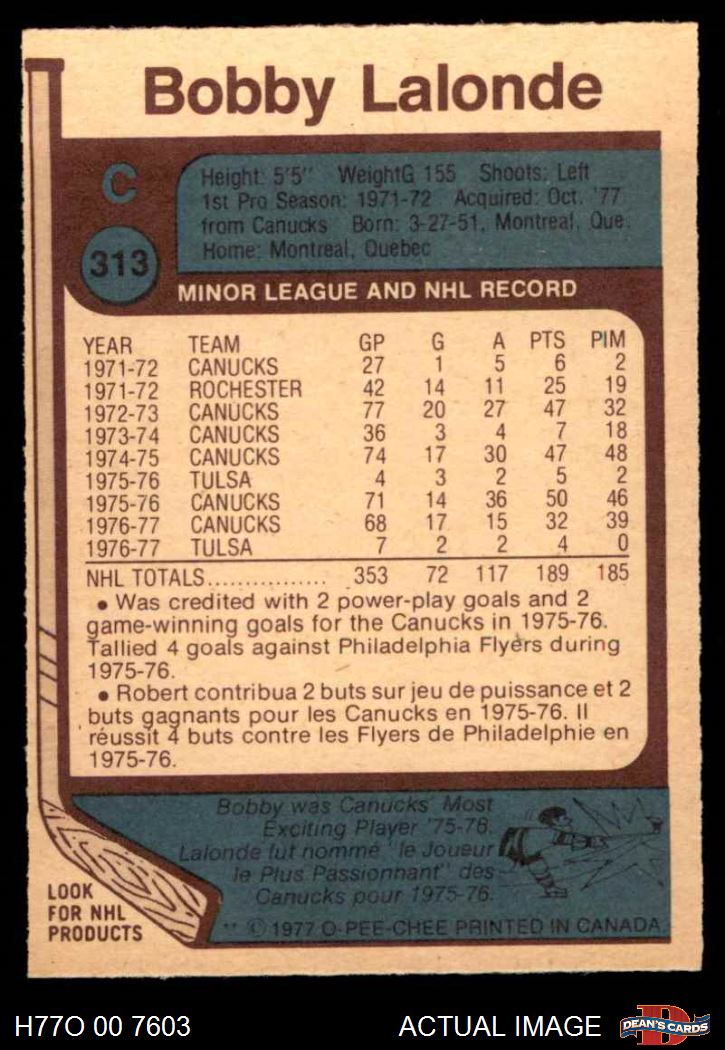 Bobby Lalonde
C
Height: 5'5" WeightG 155 Shoots: Left
1st Pro Season: 1971-72 Acquired: Oct. '77
from Canucks Born: 3-27-51, Montreal, Que.
Home: Montreal, Quebec
313
MINOR LEAGUE AND NHL RECORD
YEAR TEAM GP G A PTS PIM
1971-72 CANUCKS 27 1 5 6 2
1971-72 ROCHESTER 42 14 11 25 19
1972-73 CANUCKS 77 20 27 47 32
1973-74 CANUCKS 36 3 4 7 18
1974-75 CANUCKS 74 17 30 47 48
1975-76 TULSA 4 3 2 5 2
1975-76 CANUCKS 71 14 36 50 46
1976-77 CANUCKS 68 17 15 32 39
1976-77 TULSA 7 2 2 4 0
NHL TOTALS................ 353 72 117 189 185
• Was credited with 2 power-play goals and 2
game-winning goals for the Canucks in 1975-76.
Tallied 4 goals against Philadelphia Flyers during
1975-76.
• Robert contribua 2 buts sur jeu de puissance et 2
buts gagnants pour les Canucks en 1975-76. Il
réussit 4 buts contre les Flyers de Philadelphie en
1975-76.
Bobby was Canucks' Most
Exciting Player '75-76.
Lalonde fut nommé "le Joueur
le Plus Passionnant" des
Canucks pour 1975-76.
LOOK
FOR NHL
PRODUCTS
** © 1977 O-PEE-CHEE PRINTED IN CANADA
H77O 00 7603
ACTUAL IMAGE
D
DEAN'S CARDS